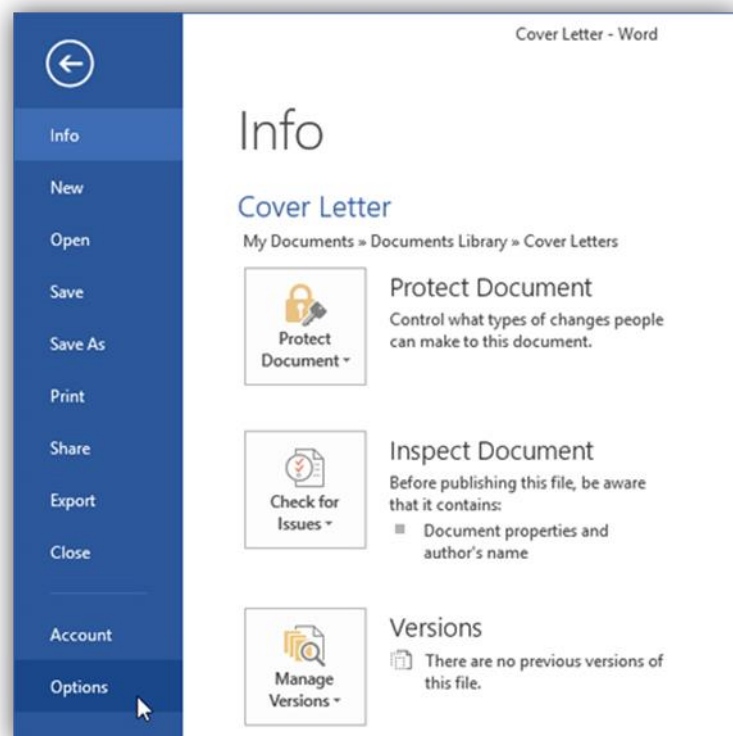 Cover Letter - Word
Info
New
Open
Save
Save As
Print
Share
Export
Close
Account
Options
Info
Cover Letter
My Documents » Documents Library » Cover Letters
Protect
Document
Protect Document
Control what types of changes people
can make to this document.
Check for
Issues
Inspect Document
Before publishing this file, be aware
that it contains:
Document properties and
author's name
Manage
Versions
Versions
There are no previous versions of
this file.